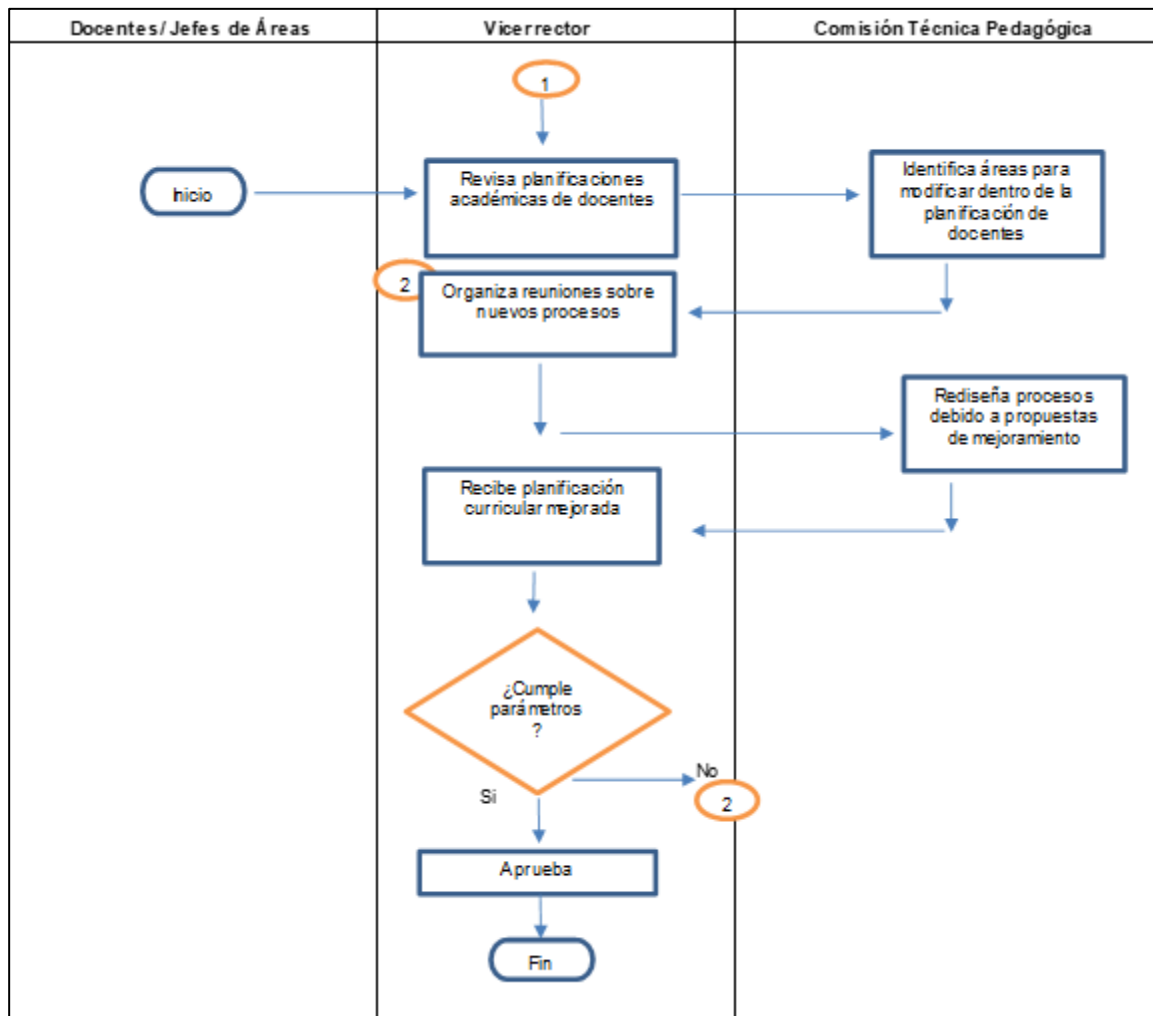 Docentes/ Jefes de Áreas
Vicerrector
Comisión Técnica Pedagógica
1
Inicio
Revisa planificaciones
académicas de docentes
Identifica áreas para
modificar dentro de la
planificación de
docentes
2
Organiza reuniones sobre
nuevos procesos
Rediseña procesos
debido a propuestas
de mejoramiento
Recibe planificación
curricular mejorada
¿Cumple
parámetros
?
No
Si
2
Aprueba
Fin